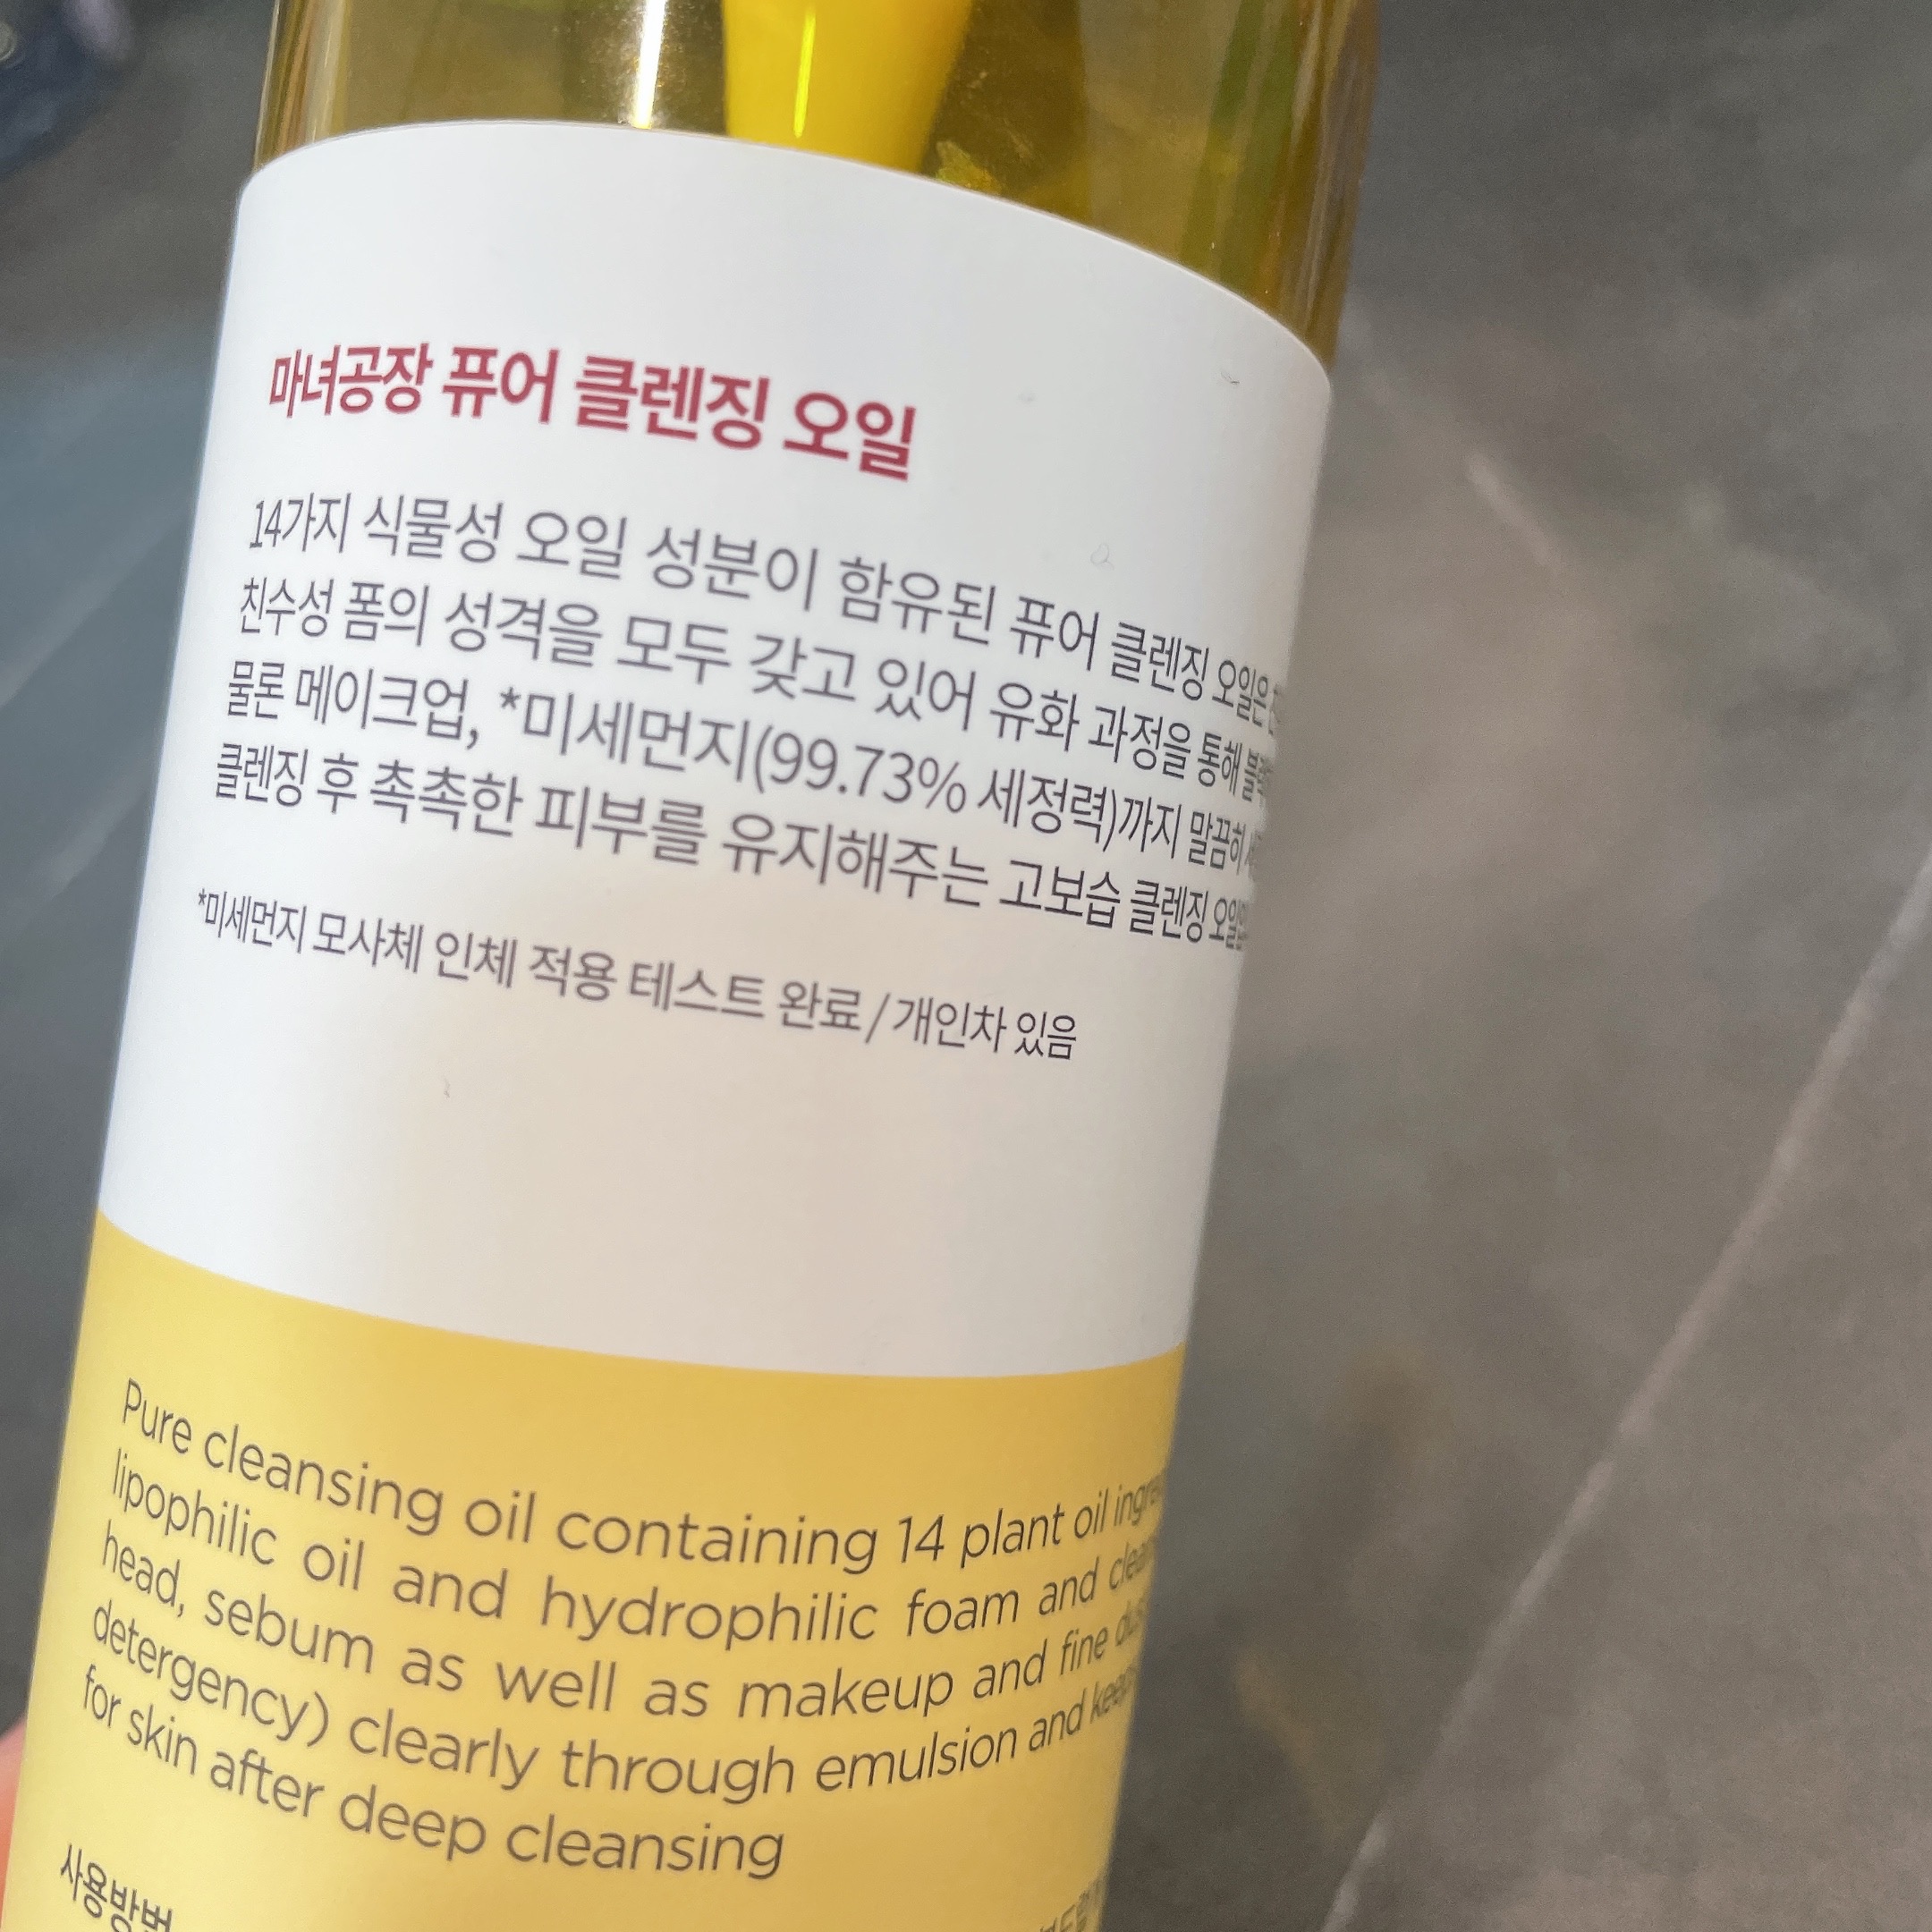 마녀공장 퓨어 클렌징 오일
14가지 식물성 오일 성분이 함유된 퓨어 클렌징 오일은
친수성 폼의 성격을 모두 갖고 있어 유화 과정을 통해
물론 메이크업, *미세먼지(99.73% 세정력)까지 말끔히
클렌징 후 촉촉한 피부를 유지해주는 고보습 클렌징
*미세먼지 모사체 인체 적용 테스트 완료 / 개인차 있음
Pure cleansing oil containing 14 plant oil
lipophilic oil and hydrophilic foam and
head, sebum as well as makeup and fine
detergency) clearly through emulsion and
for skin after deep cleansing
사용방법